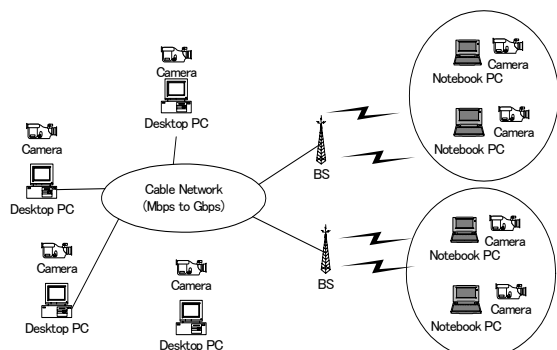 Camera
Desktop PC
Camera
Desktop PC
Camera
Desktop PC
Camera
Desktop PC
Cable Network
(Mbps to Gbps)
BS
BS
Camera
Notebook PC
Camera
Notebook PC
Camera
Notebook PC
Camera
Notebook PC